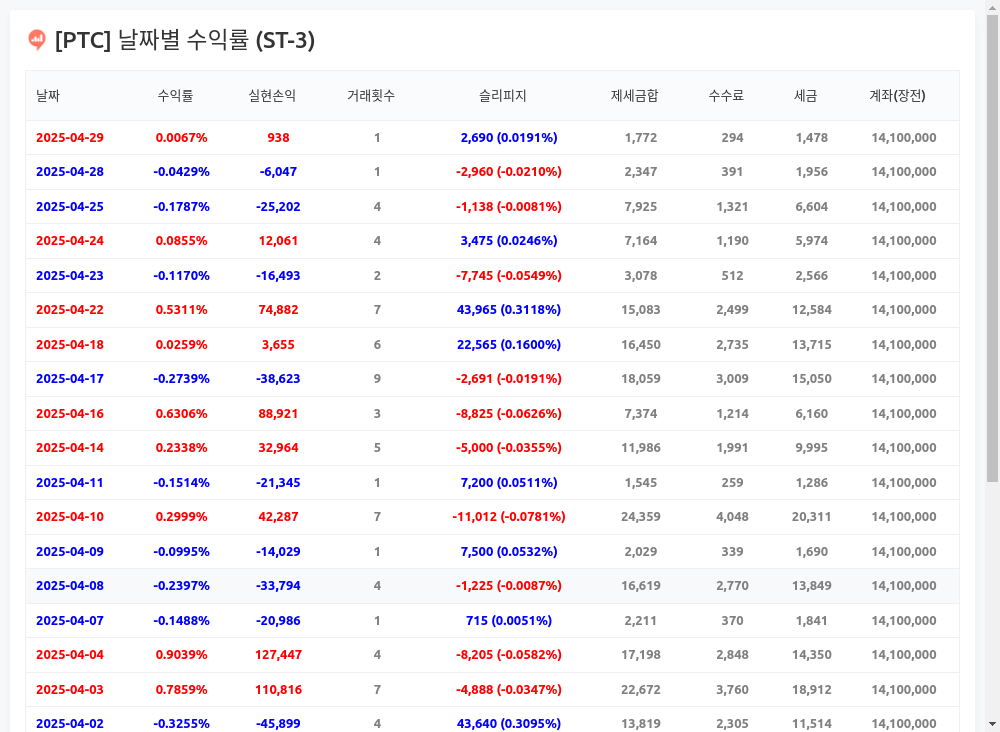 [PTC] 날짜별 수익률 (ST-3)
날짜 수익률 실현손익 거래횟수 슬리피지 제세금합 수수료 세금 계좌(장전)
2025-04-29 0.0067% 938 1 2,690 (0.0191%) 1,772 294 1,478 14,100,000
2025-04-28 -0.0429% -6,047 1 -2,960 (-0.0210%) 2,347 391 1,956 14,100,000
2025-04-25 -0.1787% -25,202 4 -1,138 (-0.0081%) 7,925 1,321 6,604 14,100,000
2025-04-24 0.0855% 12,061 4 3,475 (0.0246%) 7,164 1,190 5,974 14,100,000
2025-04-23 -0.1170% -16,493 2 -7,745 (-0.0549%) 3,078 512 2,566 14,100,000
2025-04-22 0.5311% 74,882 7 43,965 (0.3118%) 15,083 2,499 12,584 14,100,000
2025-04-18 0.0259% 3,655 6 22,565 (0.1600%) 16,450 2,735 13,715 14,100,000
2025-04-17 -0.2739% -38,623 9 -2,691 (-0.0191%) 18,059 3,009 15,050 14,100,000
2025-04-16 0.6306% 88,921 3 -8,825 (-0.0626%) 7,374 1,214 6,160 14,100,000
2025-04-14 0.2338% 32,964 5 -5,000 (-0.0355%) 11,986 1,991 9,995 14,100,000
2025-04-11 -0.1514% -21,345 1 7,200 (0.0511%) 1,545 259 1,286 14,100,000
2025-04-10 0.2999% 42,287 7 -11,012 (-0.0781%) 24,359 4,048 20,311 14,100,000
2025-04-09 -0.0995% -14,029 1 7,500 (0.0532%) 2,029 339 1,690 14,100,000
2025-04-08 -0.2397% -33,794 4 -1,225 (-0.0087%) 16,619 2,770 13,849 14,100,000
2025-04-07 -0.1488% -20,986 1 715 (0.0051%) 2,211 370 1,841 14,100,000
2025-04-04 0.9039% 127,447 4 -8,205 (-0.0582%) 17,198 2,848 14,350 14,100,000
2025-04-03 0.7859% 110,816 7 -4,888 (-0.0347%) 22,672 3,760 18,912 14,100,000
2025-04-02 -0.3255% -45,899 4 43,640 (0.3095%) 13,819 2,305 11,514 14,100,000